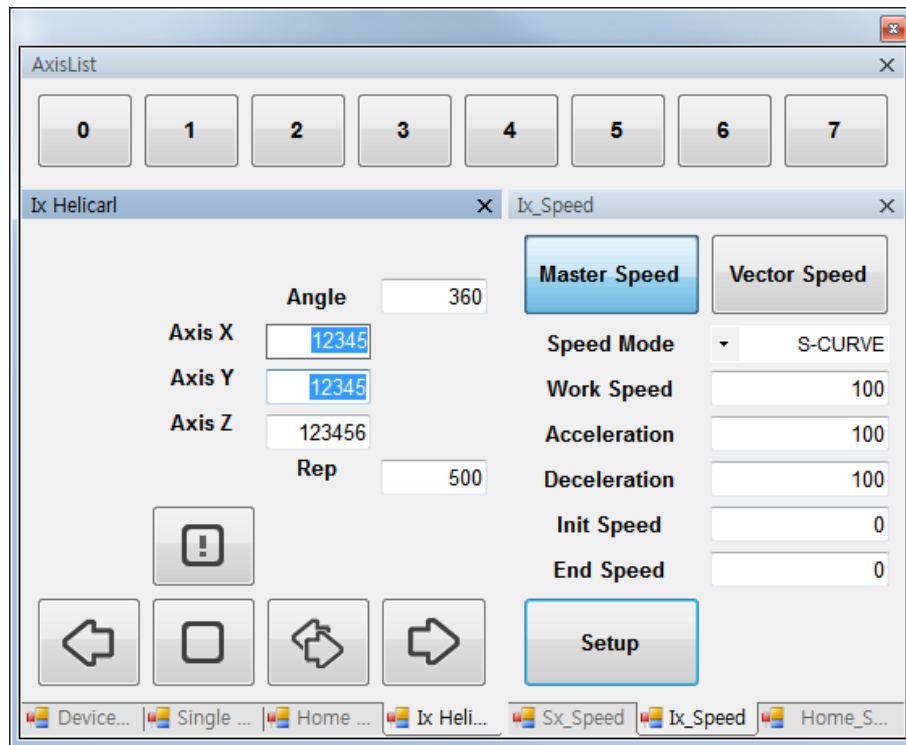 AxisList
0 1 2 3 4 5 6 7
Ix Helicarl
Angle 360
Axis X 12345
Axis Y 12345
Axis Z 123456
Rep 500
Ix_Speed
Master Speed Vector Speed
Speed Mode S-CURVE
Work Speed 100
Acceleration 100
Deceleration 100
Init Speed 0
End Speed 0
Setup
Device... Single ... Home ... Ix Heli...
Sx_Speed Ix_Speed Home_S...